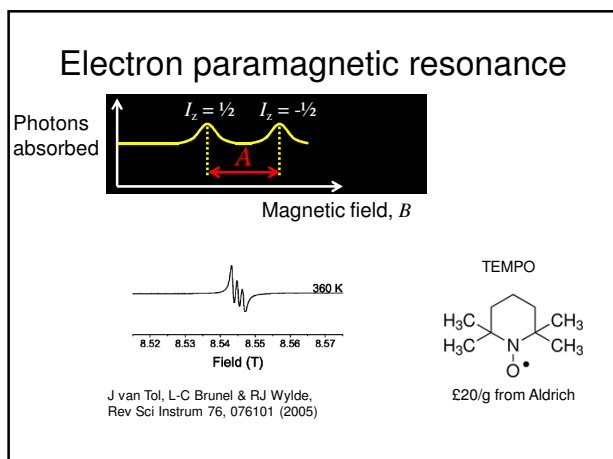 Electron paramagnetic resonance
I_z = ½ I_z = -½
Photons
absorbed
A
Magnetic field, B
360 K
8.52 8.53 8.54 8.55 8.56 8.57
Field (T)
J van Tol, L-C Brunel & RJ Wylde,
Rev Sci Instrum 76, 076101 (2005)
TEMPO
H₃C CH₃
H₃C N CH₃
O•
£20/g from Aldrich